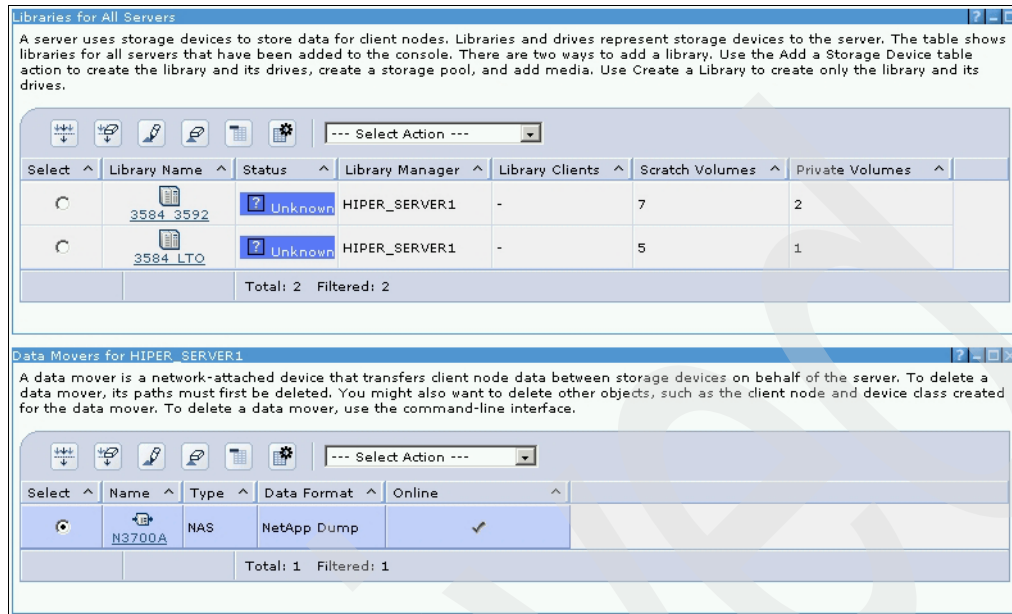 Libraries for All Servers
A server uses storage devices to store data for client nodes. Libraries and drives represent storage devices to the server. The table shows
libraries for all servers that have been added to the console. There are two ways to add a library. Use the Add a Storage Device table
action to create the library and its drives, create a storage pool, and add media. Use Create a Library to create only the library and its
drives.
--- Select Action ---
Select Library Name Status Library Manager Library Clients Scratch Volumes Private Volumes
3584_3592 ? Unknown HIPER_SERVER1 - 7 2
3584_LTO ? Unknown HIPER_SERVER1 - 5 1
Total: 2 Filtered: 2
Data Movers for HIPER_SERVER1
A data mover is a network-attached device that transfers client node data between storage devices on behalf of the server. To delete a
data mover, its paths must first be deleted. You might also want to delete other objects, such as the client node and device class created
for the data mover. To delete a data mover, use the command-line interface.
--- Select Action ---
Select Name Type Data Format Online
N3700A NAS NetApp Dump ✓
Total: 1 Filtered: 1